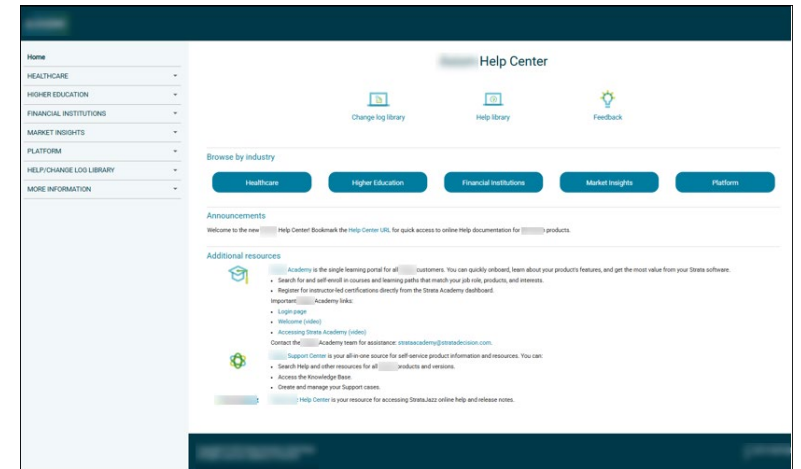 Help Center
Home
HEALTHCARE
HIGHER EDUCATION
FINANCIAL INSTITUTIONS
MARKET INSIGHTS
PLATFORM
HELP/CHANGE LOG LIBRARY
MORE INFORMATION
Change log library
Help library
Feedback
Browse by industry
Healthcare
Higher Education
Financial Institutions
Market Insights
Platform
Announcements
Welcome to the new Help Center! Bookmark the Help Center URL for quick access to online Help documentation for products.
Additional resources
Academy is the single learning portal for all customers. You can quickly onboard, learn about your product's features, and get the most value from your Strata software.
• Search for and self-enroll in courses and learning paths that match your job role, products, and interests.
• Register for instructor-led certifications directly from the Strata Academy dashboard.
Important Academy links:
• Login page
• Welcome (video)
• Accessing Strata Academy (video)
Contact the Academy team for assistance: strataacademy@stratadecision.com.
Support Center is your all-in-one source for self-service product information and resources. You can:
• Search Help and other resources for all products and versions.
• Access the Knowledge Base.
• Create and manage your Support cases.
: Help Center is your resource for accessing StrataJazz online help and release notes.